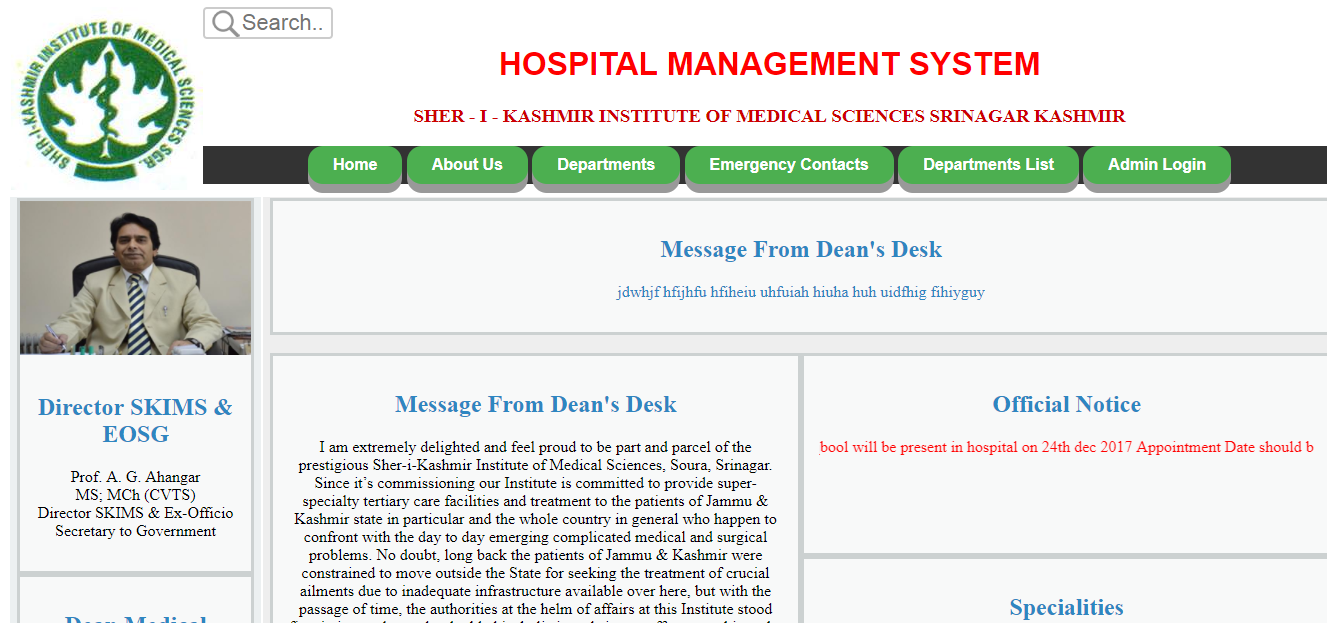 SHER-I-KASHMIR INSTITUTE OF MEDICAL SCIENCES SGR.
Search..
HOSPITAL MANAGEMENT SYSTEM
SHER - I - KASHMIR INSTITUTE OF MEDICAL SCIENCES SRINAGAR KASHMIR
Home
About Us
Departments
Emergency Contacts
Departments List
Admin Login
Director SKIMS &
EOSG
Prof. A. G. Ahangar
MS; MCh (CVTS)
Director SKIMS & Ex-Officio
Secretary to Government
Dean Medical
Message From Dean's Desk
jdwhjf hfijhfu hfiheiu uhfuiah hiuha huh uidfhig fihiyguy
Message From Dean's Desk
I am extremely delighted and feel proud to be part and parcel of the
prestigious Sher-i-Kashmir Institute of Medical Sciences, Soura, Srinagar.
Since it’s commissioning our Institute is committed to provide super-
specialty tertiary care facilities and treatment to the patients of Jammu &
Kashmir state in particular and the whole country in general who happen to
confront with the day to day emerging complicated medical and surgical
problems. No doubt, long back the patients of Jammu & Kashmir were
constrained to move outside the State for seeking the treatment of crucial
ailments due to inadequate infrastructure available over here, but with the
passage of time, the authorities at the helm of affairs at this Institute stood
Official Notice
bool will be present in hospital on 24th dec 2017 Appointment Date should b
Specialities